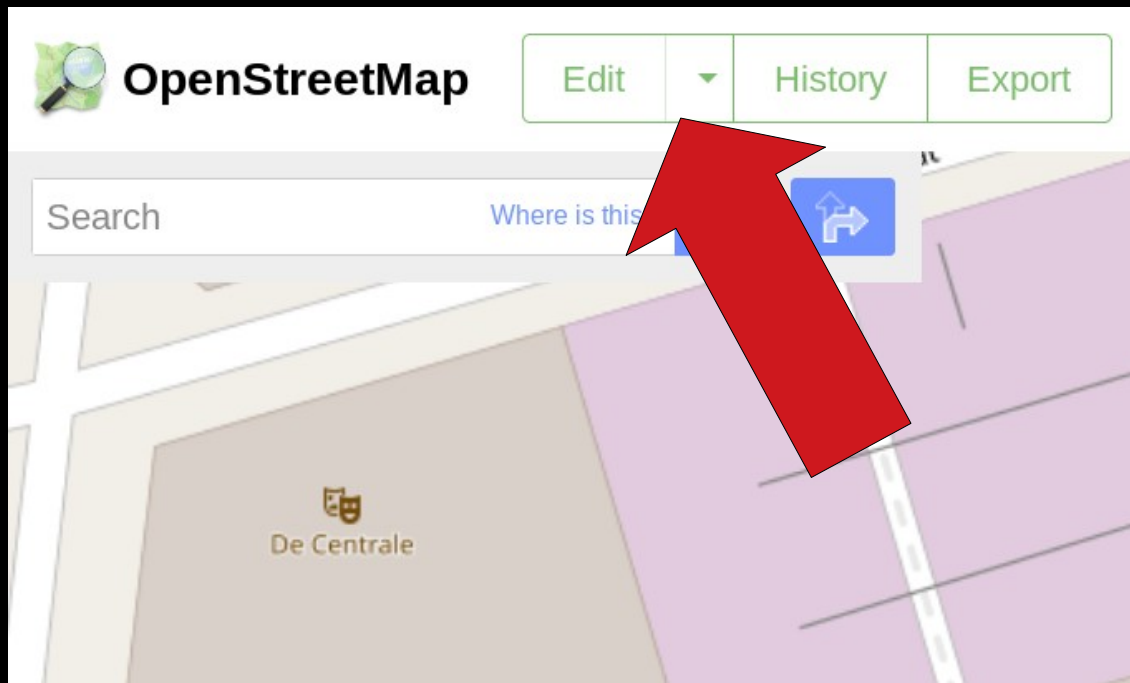 OpenStreetMap
Edit
History
Export
Search
Where is this
De Centrale